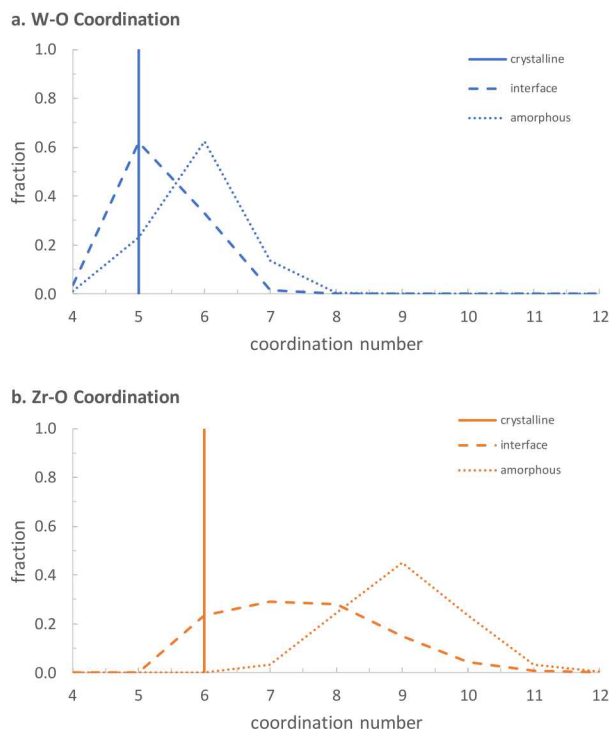 a. W-O Coordination
1.0
0.8
0.6
0.4
0.2
0.0
fraction
crystalline
interface
amorphous
4 5 6 7 8 9 10 11 12
coordination number
b. Zr-O Coordination
1.0
0.8
0.6
0.4
0.2
0.0
fraction
crystalline
interface
amorphous
4 5 6 7 8 9 10 11 12
coordination number